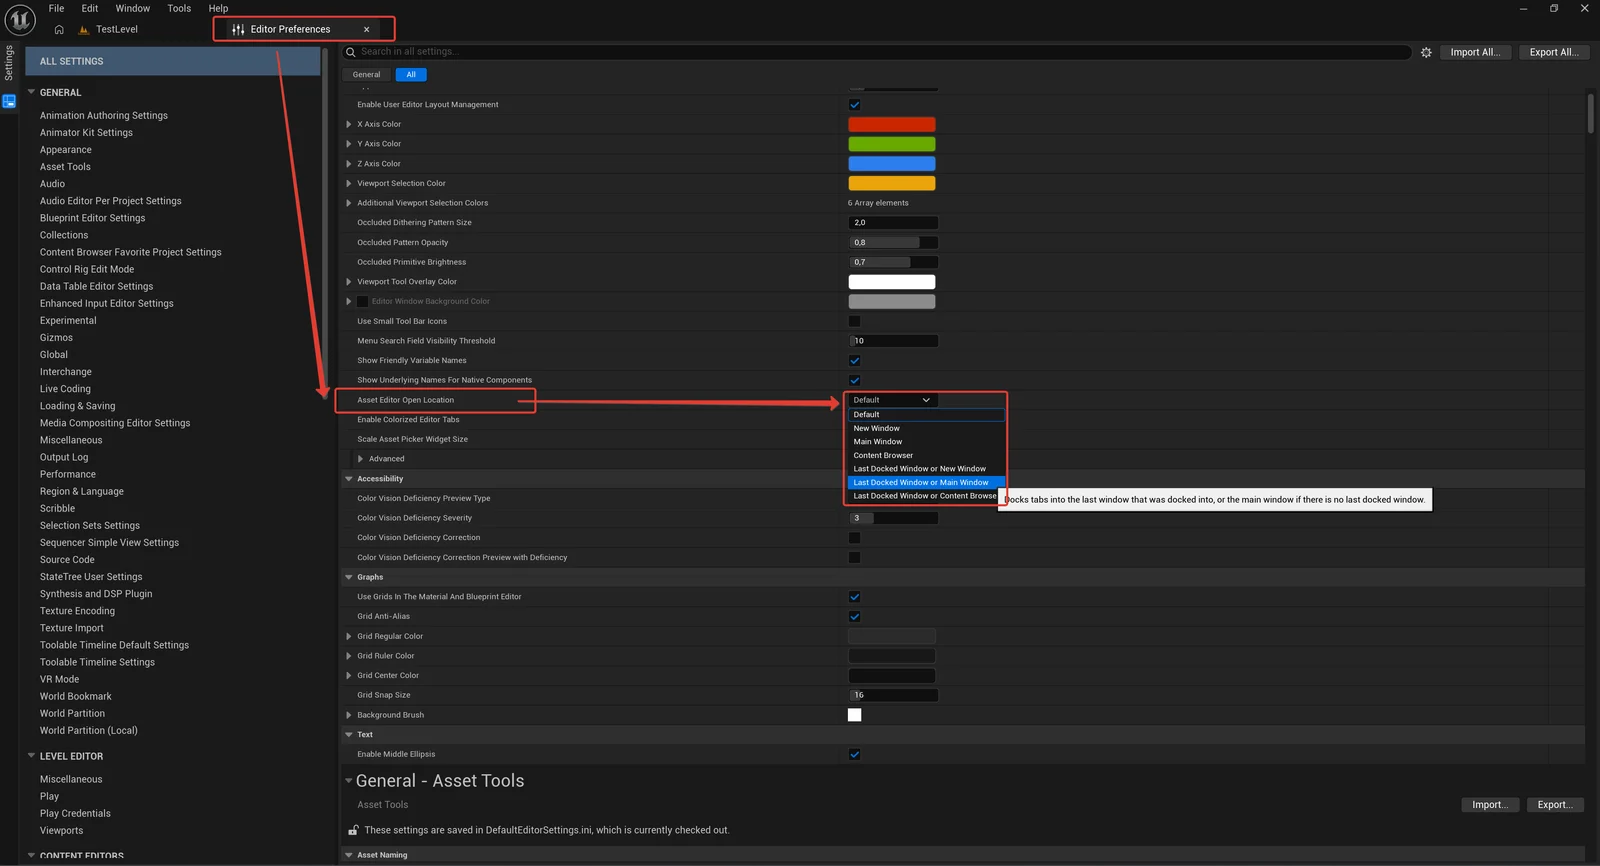 File Edit Window Tools Help
TestLevel
Editor Preferences
Settings
ALL SETTINGS
GENERAL
Animation Authoring Settings
Animator Kit Settings
Appearance
Asset Tools
Audio
Audio Editor Per Project Settings
Blueprint Editor Settings
Collections
Content Browser Favorite Project Settings
Control Rig Edit Mode
Data Table Editor Settings
Enhanced Input Editor Settings
Experimental
Gizmos
Global
Interchange
Live Coding
Loading & Saving
Media Compositing Editor Settings
Miscellaneous
Output Log
Performance
Region & Language
Scribble
Selection Sets Settings
Sequencer Simple View Settings
Source Code
StateTree User Settings
Synthesis and DSP Plugin
Texture Encoding
Texture Import
Toolable Timeline Default Settings
Toolable Timeline Settings
VR Mode
World Bookmark
World Partition
World Partition (Local)
LEVEL EDITOR
Miscellaneous
Play
Play Credentials
Viewports
CONTENT EDITORS
Search in all settings...
Import All...
Export All...
General
All
Enable User Editor Layout Management
X Axis Color
Y Axis Color
Z Axis Color
Viewport Selection Color
Additional Viewport Selection Colors 6 Array elements
Occluded Dithering Pattern Size 2,0
Occluded Pattern Opacity 0,8
Occluded Primitive Brightness 0,7
Viewport Tool Overlay Color
Editor Window Background Color
Use Small Tool Bar Icons
Menu Search Field Visibility Threshold 10
Show Friendly Variable Names
Show Underlying Names For Native Components
Asset Editor Open Location Default
Default
New Window
Main Window
Content Browser
Last Docked Window or New Window
Last Docked Window or Main Window
Last Docked Window or Content Browse
Docks tabs into the last window that was docked into, or the main window if there is no last docked window.
Enable Colorized Editor Tabs
Scale Asset Picker Widget Size
Advanced
Accessibility
Color Vision Deficiency Preview Type
Color Vision Deficiency Severity 3
Color Vision Deficiency Correction
Color Vision Deficiency Correction Preview with Deficiency
Graphs
Use Grids In The Material And Blueprint Editor
Grid Anti-Alias
Grid Regular Color
Grid Ruler Color
Grid Center Color
Grid Snap Size 16
Background Brush
Text
Enable Middle Ellipsis
General - Asset Tools
Asset Tools
Import...
Export...
These settings are saved in DefaultEditorSettings.ini, which is currently checked out.
Asset Naming